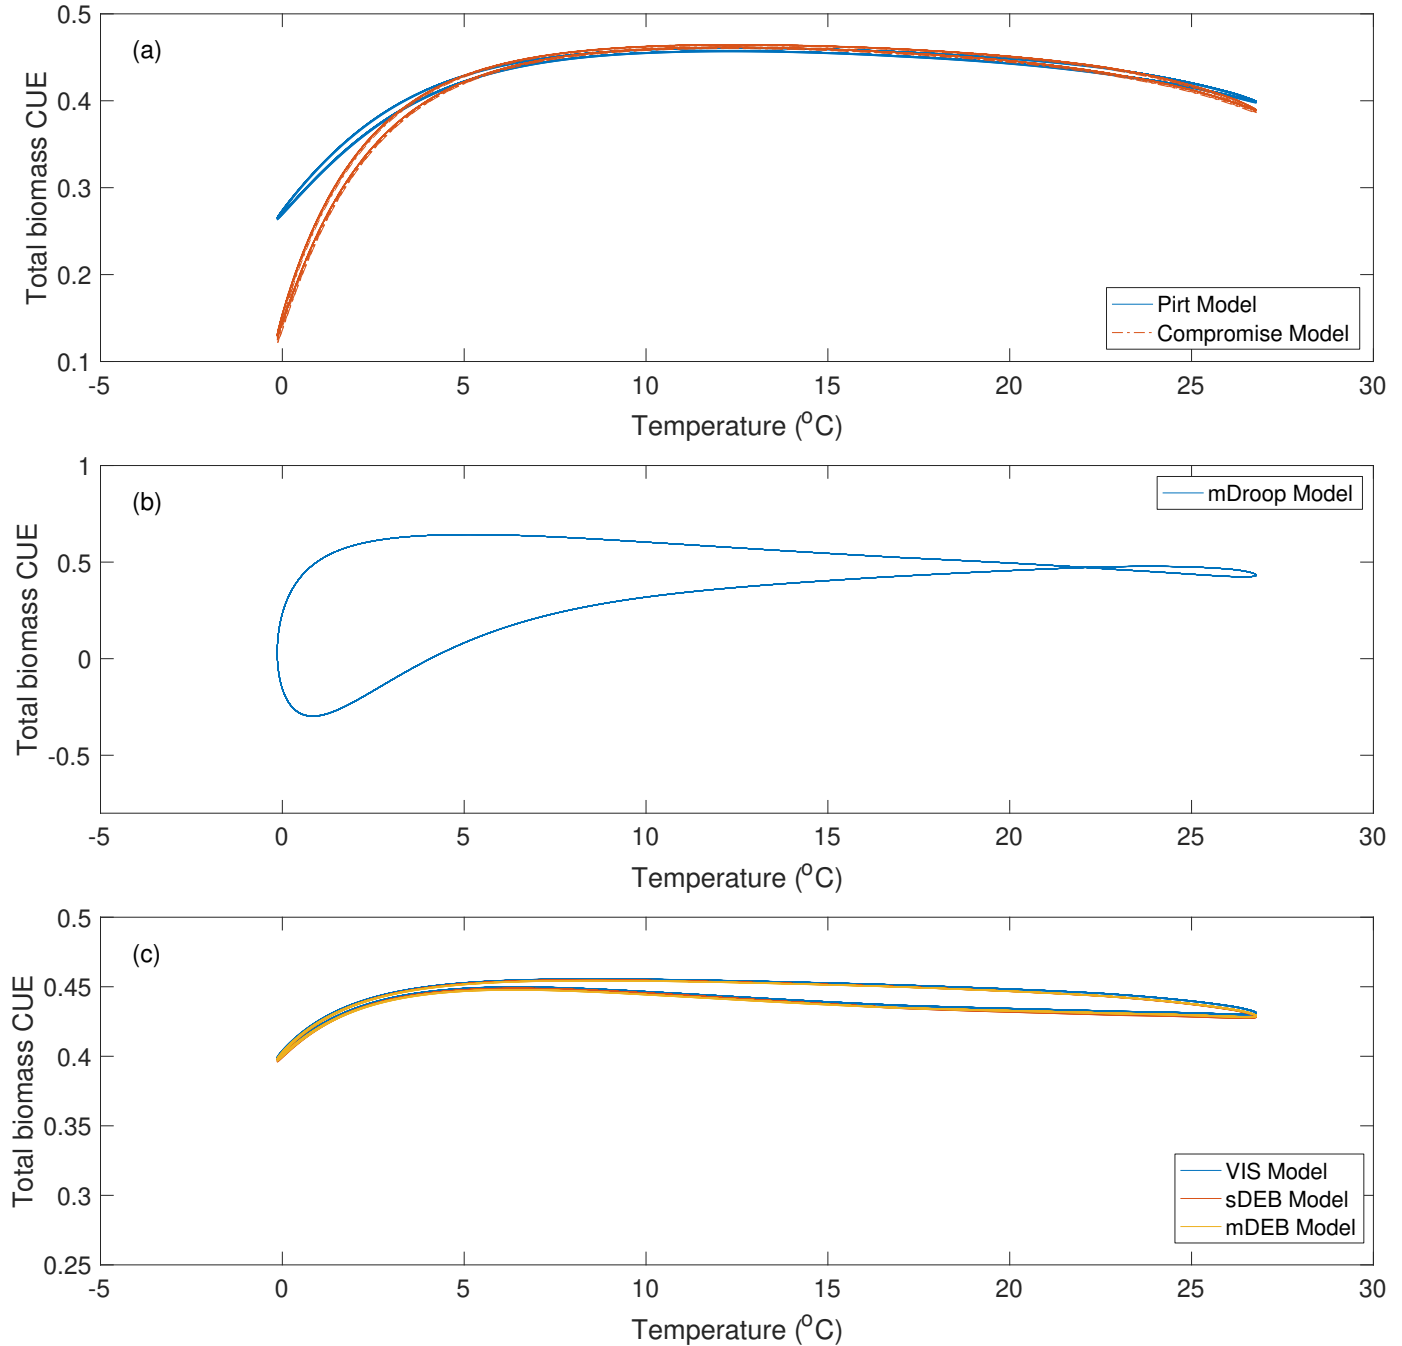 (a)
Total biomass CUE
0.5
0.4
0.3
0.2
0.1
-5 0 5 10 15 20 25 30
Temperature (°C)
Pirt Model
Compromise Model
(b)
Total biomass CUE
1
0.5
0
-0.5
-5 0 5 10 15 20 25 30
Temperature (°C)
mDroop Model
(c)
Total biomass CUE
0.5
0.45
0.4
0.35
0.3
0.25
-5 0 5 10 15 20 25 30
Temperature (°C)
VIS Model
sDEB Model
mDEB Model